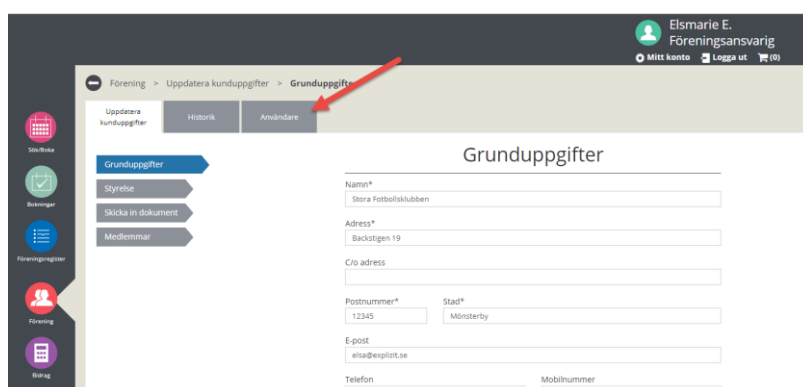 Elsmarie E.
Föreningsansvarig
Mitt konto Logga ut (0)
Förening > Uppdatera kunduppgifter > Grunduppgifter
Uppdatera
kunduppgifter
Historik
Användare
Sök/Boka
Bokningar
Föreningsregister
Förening
Bidrag
Grunduppgifter
Styrelse
Skicka in dokument
Medlemmar
Grunduppgifter
Namn*
Stora Fotbollsklubben
Adress*
Backstigen 19
C/o adress
Postnummer* Stad*
12345 Mönsterby
E-post
elsa@explizit.se
Telefon Mobilnummer